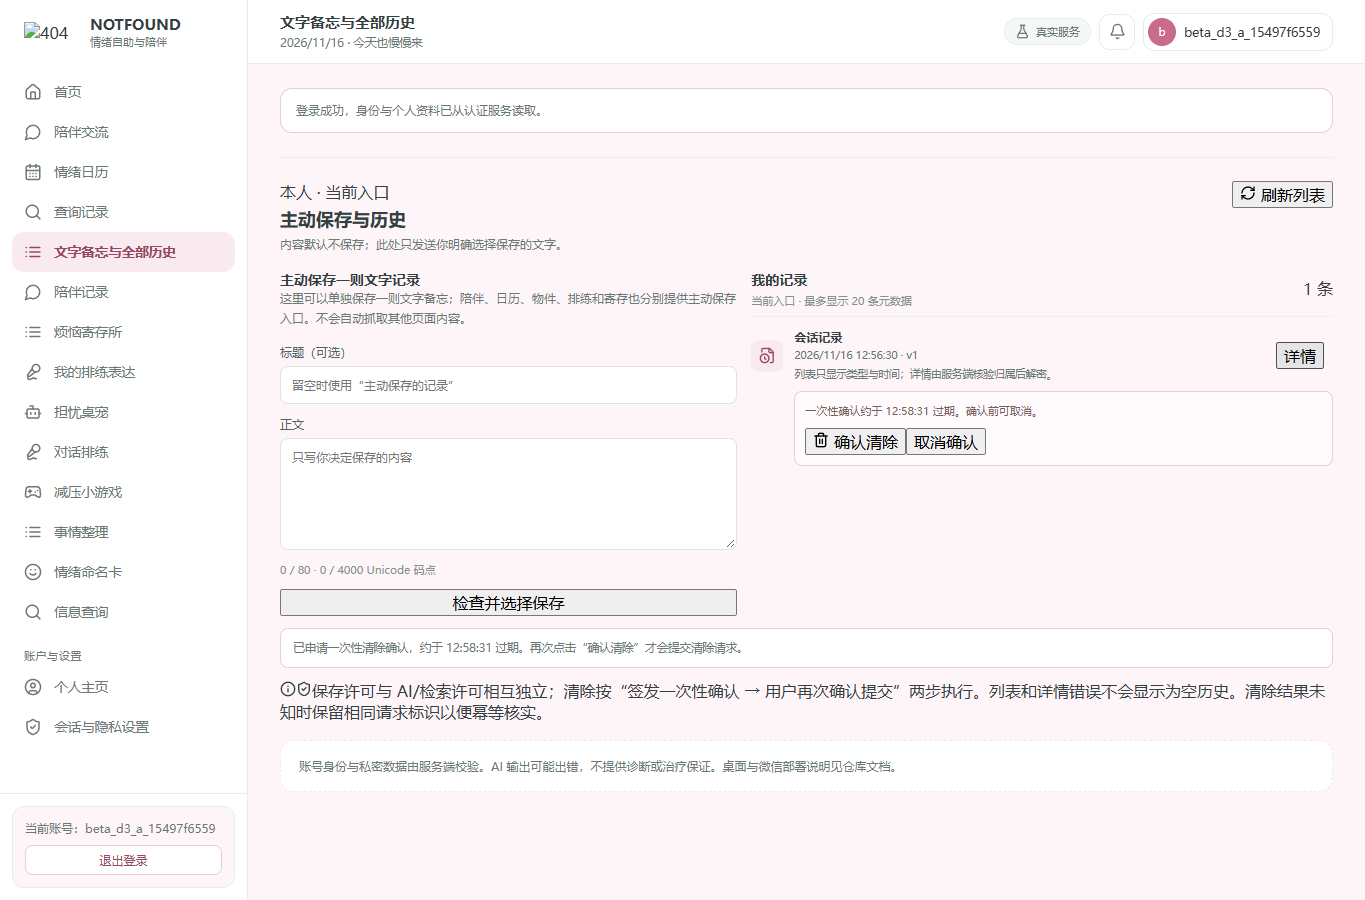 404
NOTFOUND
情绪自助与陪伴
首页
陪伴交流
情绪日历
查询记录
文字备忘与全部历史
陪伴记录
烦恼寄存所
我的排练表达
担忧桌宠
对话排练
减压小游戏
事情整理
情绪命名卡
信息查询
账户与设置
个人主页
会话与隐私设置
当前账号：beta_d3_a_15497f6559
退出登录
文字备忘与全部历史
2026/11/16 · 今天也慢慢来
真实服务
b
beta_d3_a_15497f6559
登录成功，身份与个人资料已从认证服务读取。
本人 · 当前入口
主动保存与历史
内容默认不保存；此处只发送你明确选择保存的文字。
刷新列表
主动保存一则文字记录
这里可以单独保存一则文字备忘；陪伴、日历、物件、排练和寄存也分别提供主动保存
入口。不会自动抓取其他页面内容。
标题（可选）
留空时使用“主动保存的记录”
正文
只写你决定保存的内容
0 / 80 · 0 / 4000 Unicode 码点
检查并选择保存
我的记录
当前入口 · 最多显示 20 条元数据
1 条
会话记录
2026/11/16 12:56:30 · v1
列表只显示类型与时间；详情由服务端核验归属后解密。
详情
一次性确认约于 12:58:31 过期。确认前可取消。
确认清除
取消确认
已申请一次性清除确认，约于 12:58:31 过期。再次点击“确认清除”才会提交清除请求。
保存许可与 AI/检索许可相互独立；清除按“签发一次性确认 → 用户再次确认提交”两步执行。列表和详情错误不会显示为空历史。清除结果未
知时保留相同请求标识以便幂等核实。
账号身份与私密数据由服务端校验。AI 输出可能出错，不提供诊断或治疗保证。桌面与微信部署说明见仓库文档。